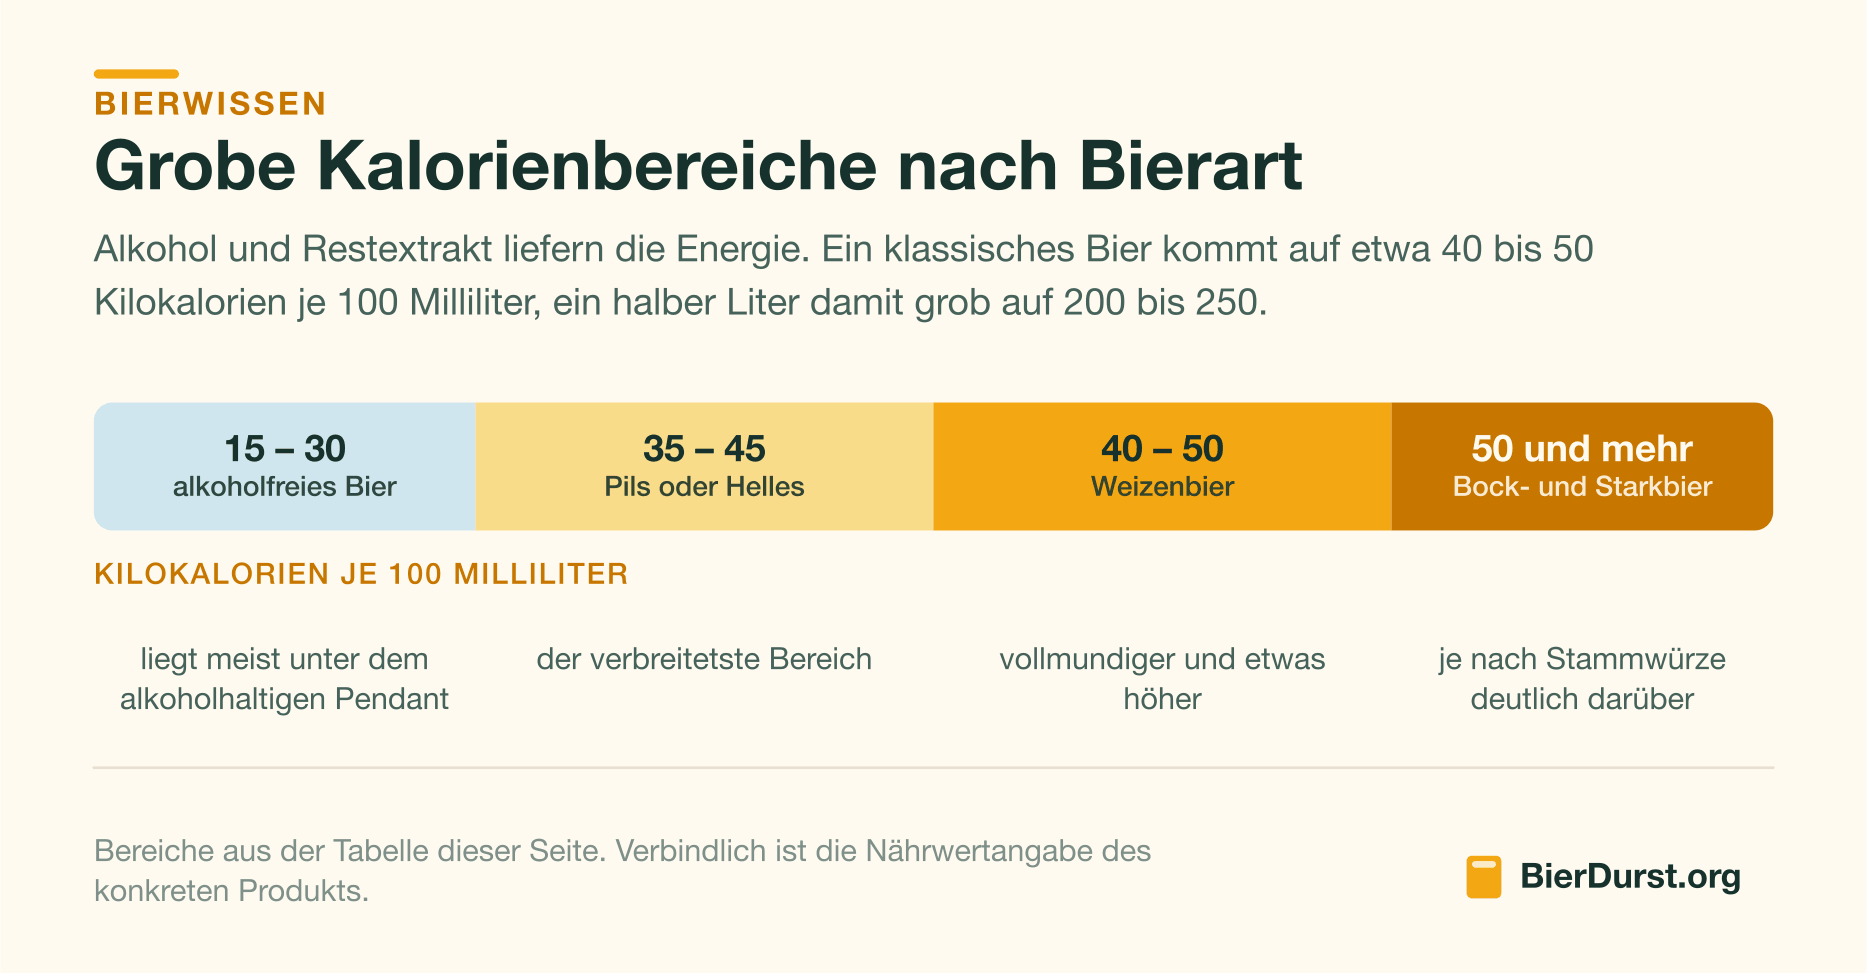 BIERWISSEN
Grobe Kalorienbereiche nach Bierart
Alkohol und Restextrakt liefern die Energie. Ein klassisches Bier kommt auf etwa 40 bis 50
Kilokalorien je 100 Milliliter, ein halber Liter damit grob auf 200 bis 250.
15 – 30
alkoholfreies Bier
35 – 45
Pils oder Helles
40 – 50
Weizenbier
50 und mehr
Bock- und Starkbier
KILOKALORIEN JE 100 MILLILITER
liegt meist unter dem
alkoholhaltigen Pendant
der verbreitetste Bereich
vollmundiger und etwas
höher
je nach Stammwürze
deutlich darüber
Bereiche aus der Tabelle dieser Seite. Verbindlich ist die Nährwertangabe des
konkreten Produkts.
BierDurst.org